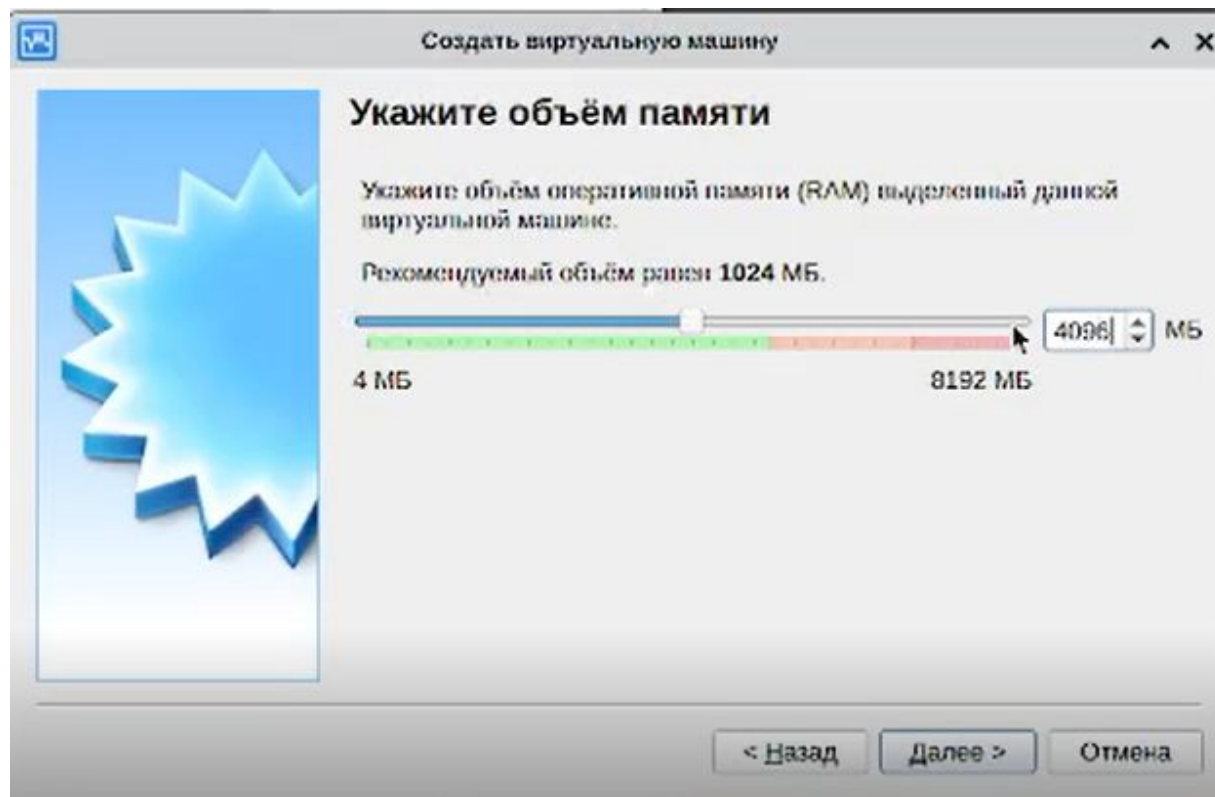 Создать виртуальную машину
Укажите объём памяти
Укажите объём оперативной памяти (RAM) выделенный данной
виртуальной машине.
Рекомендуемый объём равен 1024 МБ.
4096 МБ
4 МБ 8192 МБ
< Назад Далее > Отмена